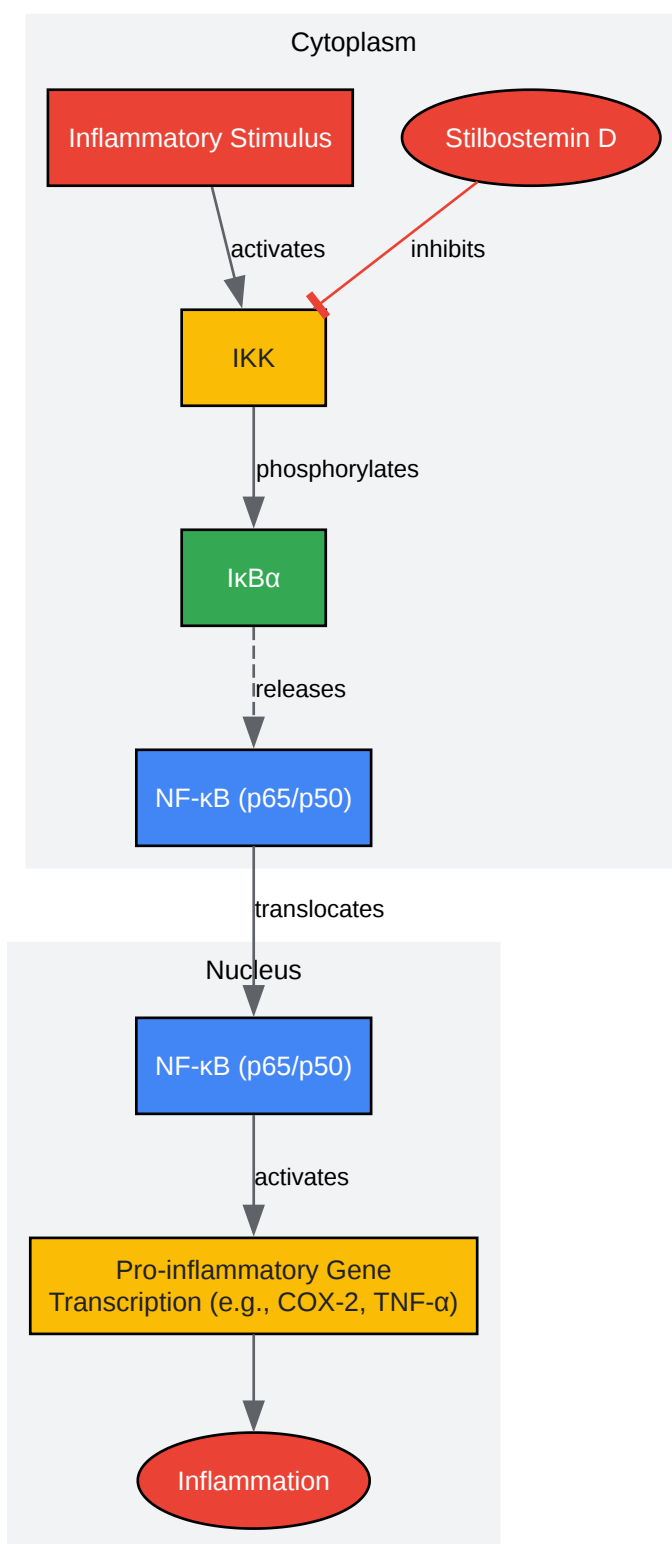 Cytoplasm
Inflammatory Stimulus
Stilbostemin D
activates
inhibits
IKK
phosphorylates
IκBα
releases
NF-κB (p65/p50)
translocates
Nucleus
NF-κB (p65/p50)
activates
Pro-inflammatory Gene
Transcription (e.g., COX-2, TNF-α)
Inflammation